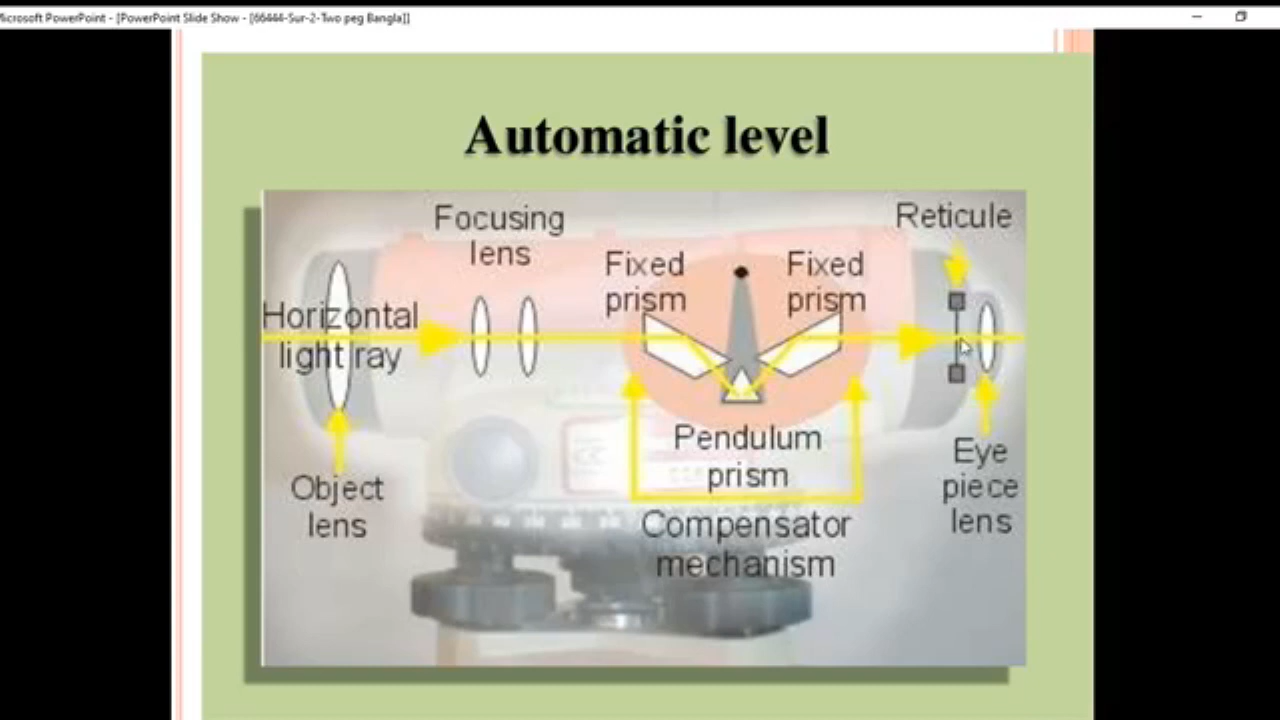 Microsoft PowerPoint - [PowerPoint Slide Show - [66444-Sur-2-Two peg Bangla]]
Automatic level
Focusing
lens
Reticule
Fixed
prism
Fixed
prism
Horizontal
light ray
Pendulum
prism
Object
lens
Eye
piece
lens
Compensator
mechanism